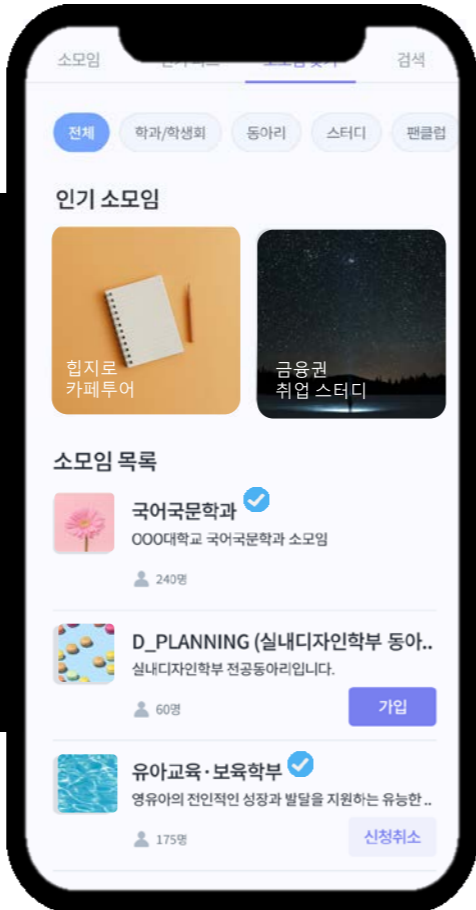 소모임
검색
전체 학과/학생회 동아리 스터디 팬클럽
인기 소모임
힙지로
카페투어
금융권
취업 스터디
소모임 목록
국어국문학과
OOO대학교 국어국문학과 소모임
240명
D_PLANNING (실내디자인학부 동아..
실내디자인학부 전공동아리입니다.
60명
가입
유아교육·보육학부
영유아의 전인적인 성장과 발달을 지원하는 유능한 ..
175명
신청취소